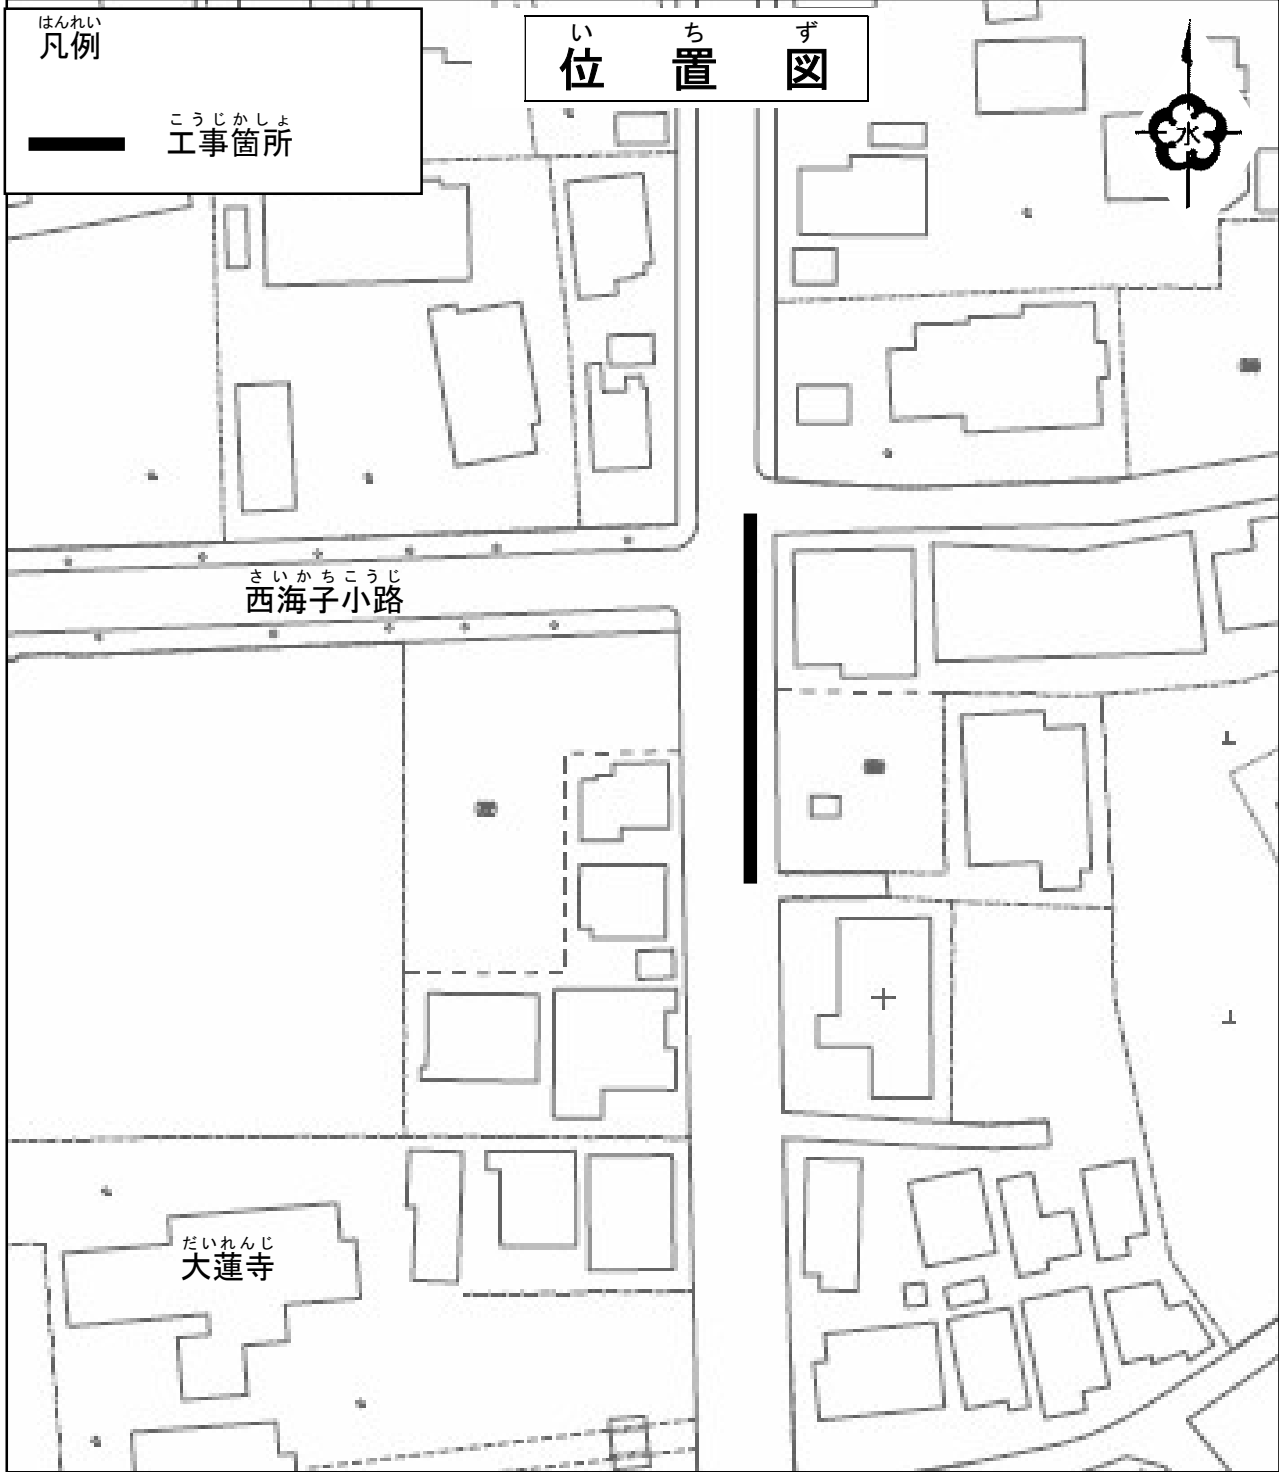 はんれい
凡例
いちず
位置図
こうじかしょ
工事箇所
水
さいかちこうじ
西海子小路
だいれんじ
大蓮寺